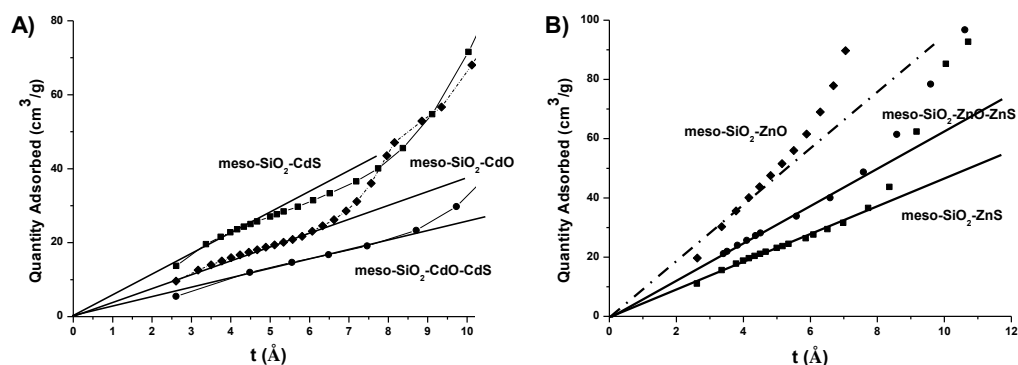 A)
80
60
40
20
0
Quantity Adsorbed (cm³/g)
meso-SiO₂-CdS
meso-SiO₂-CdO
meso-SiO₂-CdO-CdS
0 1 2 3 4 5 6 7 8 9 10
t (Å)
B)
100
80
60
40
20
0
Quantity Adsorbed (cm³/g)
meso-SiO₂-ZnO
meso-SiO₂-ZnO-ZnS
meso-SiO₂-ZnS
0 2 4 6 8 10 12
t (Å)